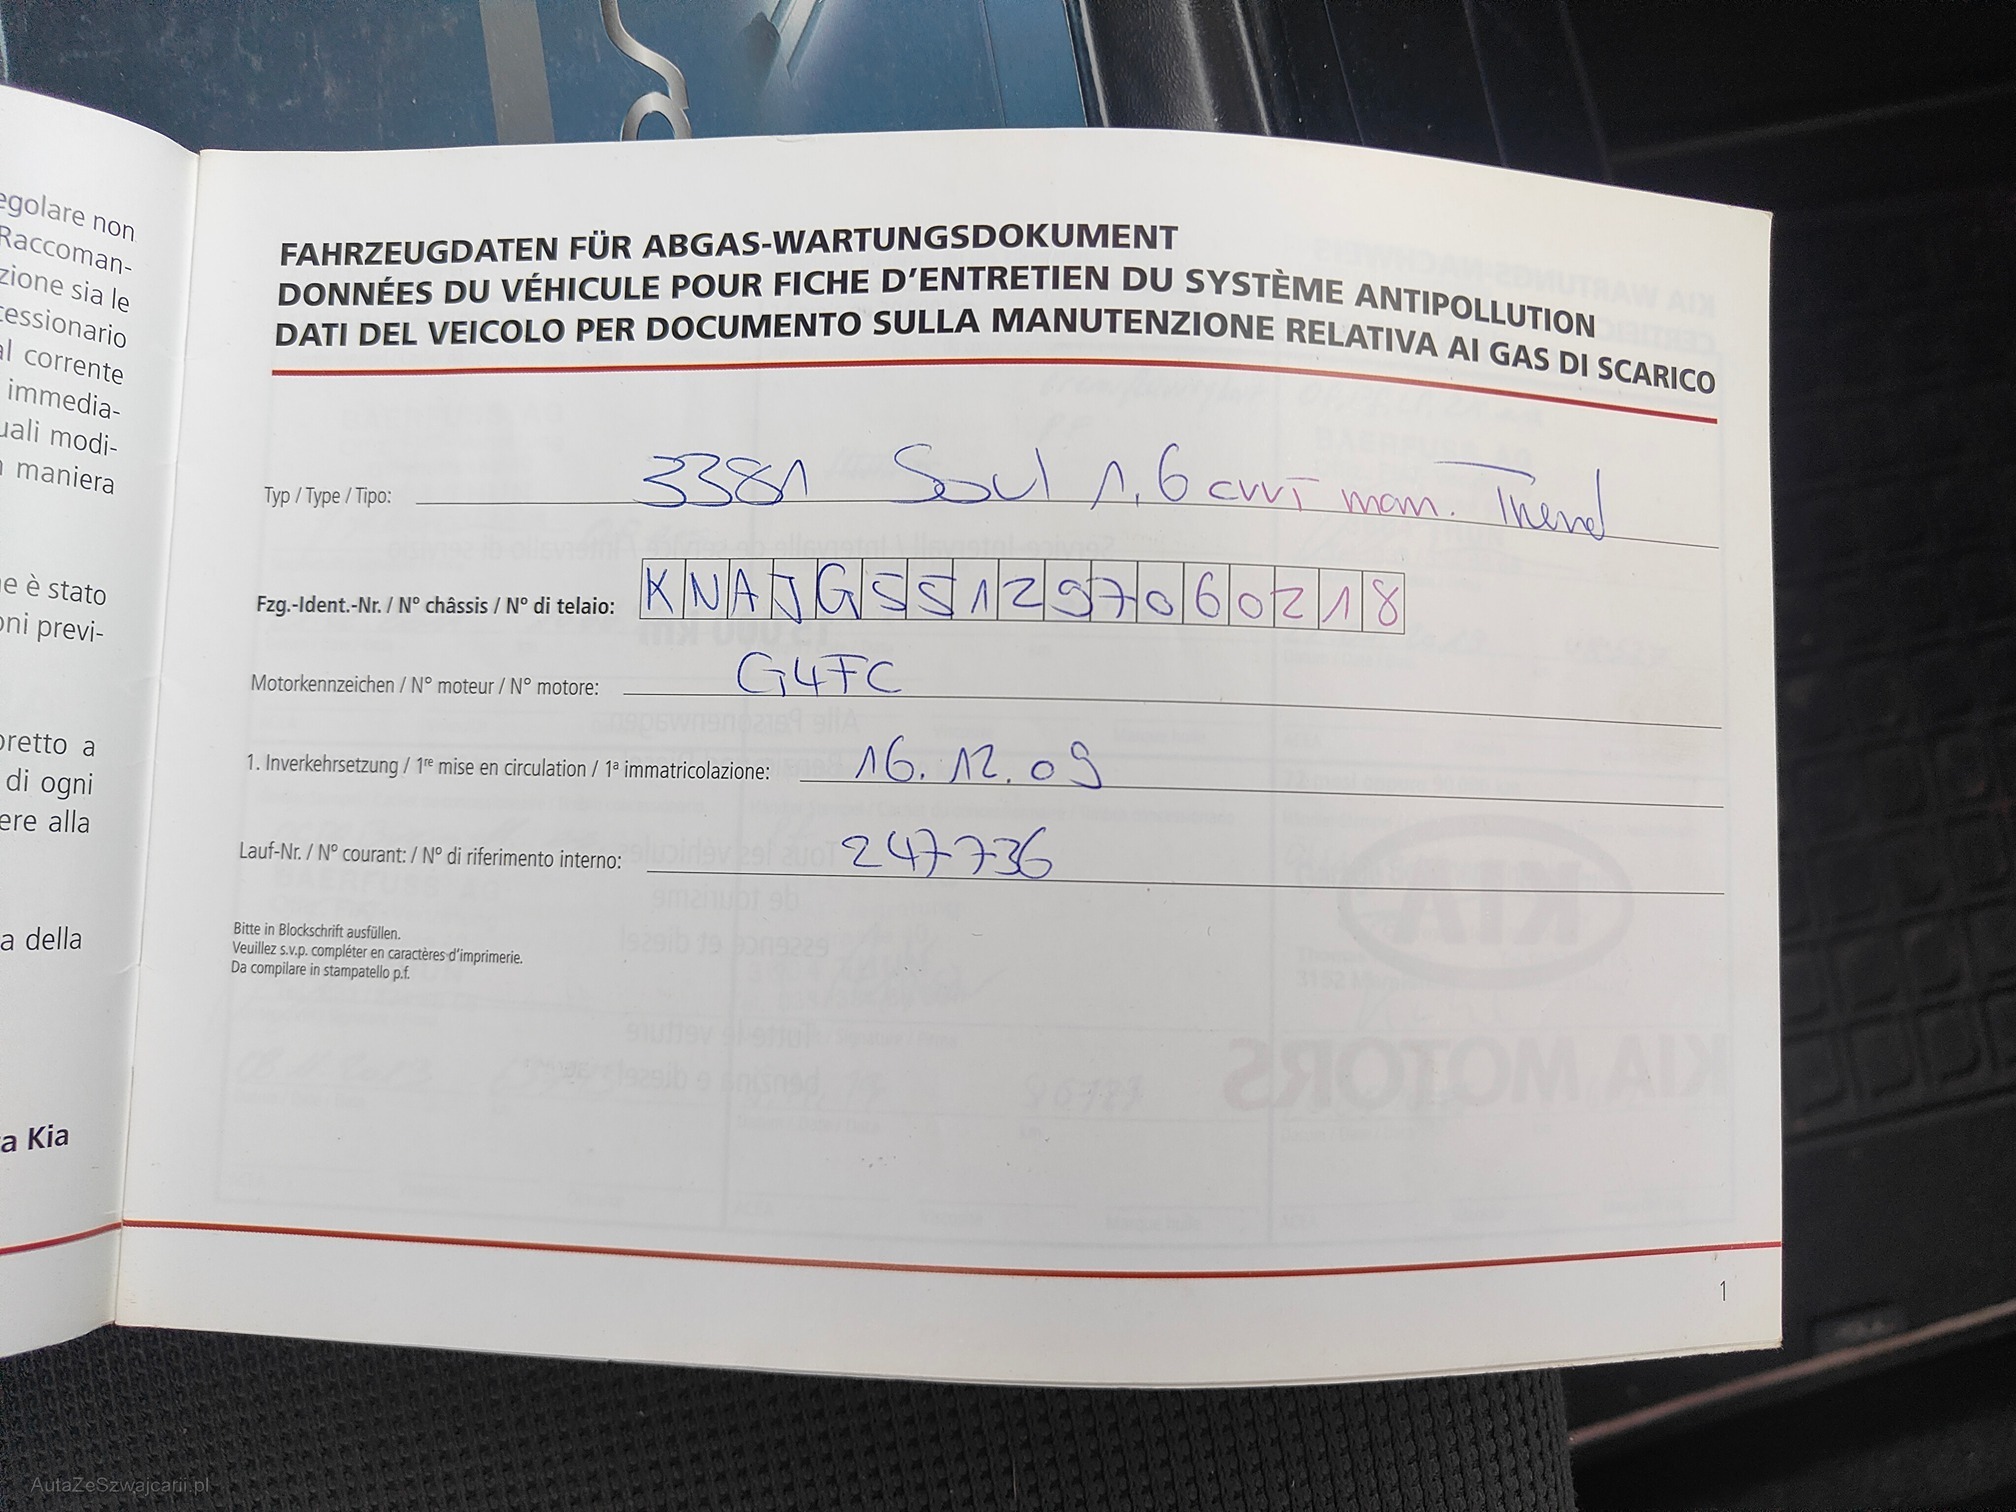 egolare non
Raccoman-
zione sia le
cessionario
al corrente
immedia-
uali modi-
maniera
e è stato
oni previ-
oretto a
di ogni
ere alla
a della
a Kia
FAHRZEUGDATEN FÜR ABGAS-WARTUNGSDOKUMENT
DONNÉES DU VÉHICULE POUR FICHE D'ENTRETIEN DU SYSTÈME ANTIPOLLUTION
DATI DEL VEICOLO PER DOCUMENTO SULLA MANUTENZIONE RELATIVA AI GAS DI SCARICO
Typ / Type / Tipo: 3381 Soul 1,6 CVVT man. Trend
Fzg.-Ident.-Nr. / N° châssis / N° di telaio: KNAJG551297060218
Motorkennzeichen / N° moteur / N° motore: G4FC
1. Inverkehrsetzung / 1re mise en circulation / 1a immatricolazione: 16.12.09
Lauf-Nr. / N° courant: / N° di riferimento interno: 247736
Bitte in Blockschrift ausfüllen.
Veuillez s.v.p. compléter en caractères d'imprimerie.
Da compilare in stampatello p.f.
1
AutaZeSzwajcarii.pl